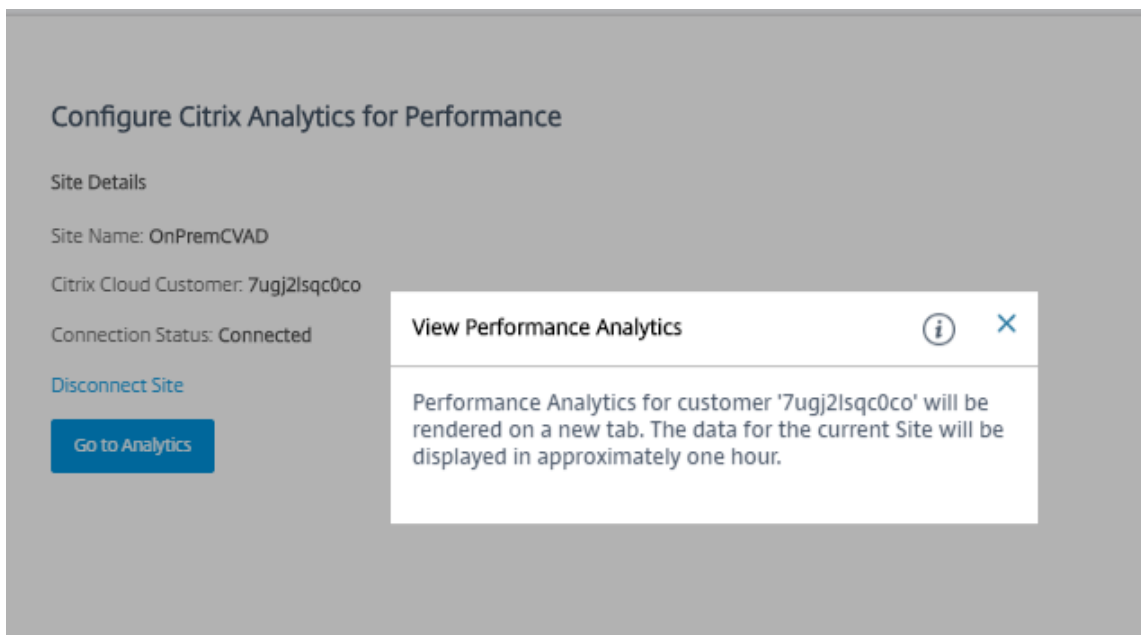 Configure Citrix Analytics for Performance
Site Details
Site Name: OnPremCVAD
Citrix Cloud Customer: 7ugj2lsqc0co
Connection Status: Connected
Disconnect Site
Go to Analytics
View Performance Analytics
Performance Analytics for customer '7ugj2lsqc0co' will be
rendered on a new tab. The data for the current Site will be
displayed in approximately one hour.